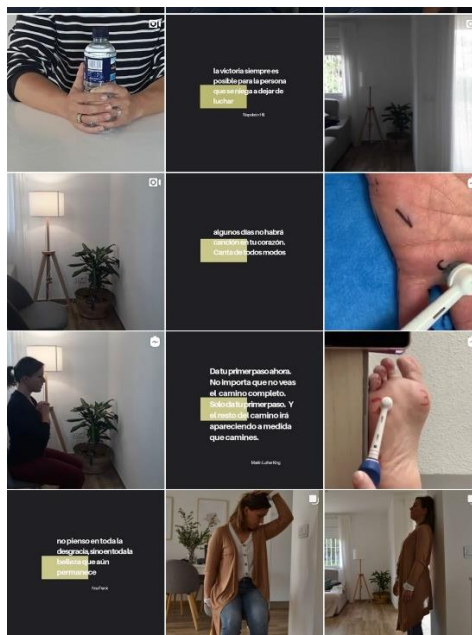 la victoria siempre es
posible para la persona
que se niega a dejar de
luchar
Napoleon Hill
algunos días no habrá
canción en tu corazón.
Canta de todos modos
Da tu primer paso ahora.
No importa que no veas
el camino completo.
Solo da tu primer paso. Y
el resto del camino irá
apareciendo a medida
que camines.
Martin Luther King
no pienso en toda la
desgracia, sino en toda la
belleza que aún
permanece
Ana Frank